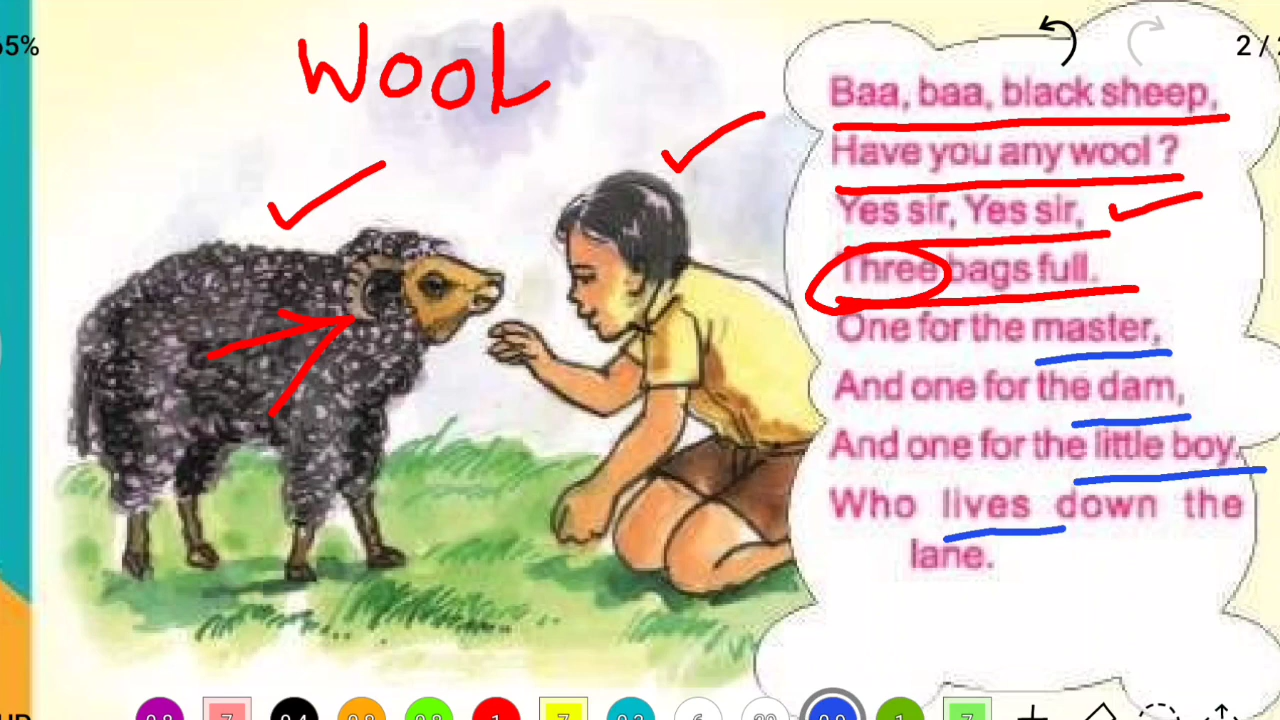 65%
2 /
WOOL
Baa, baa, black sheep,
Have you any wool ?
Yes sir, Yes sir,
Three bags full.
One for the master,
And one for the dam,
And one for the little boy.
Who lives down the
lane.